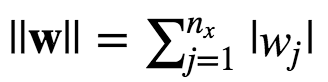 ||𝐰|| = ∑_{j=1}^{n_x} |w_j|